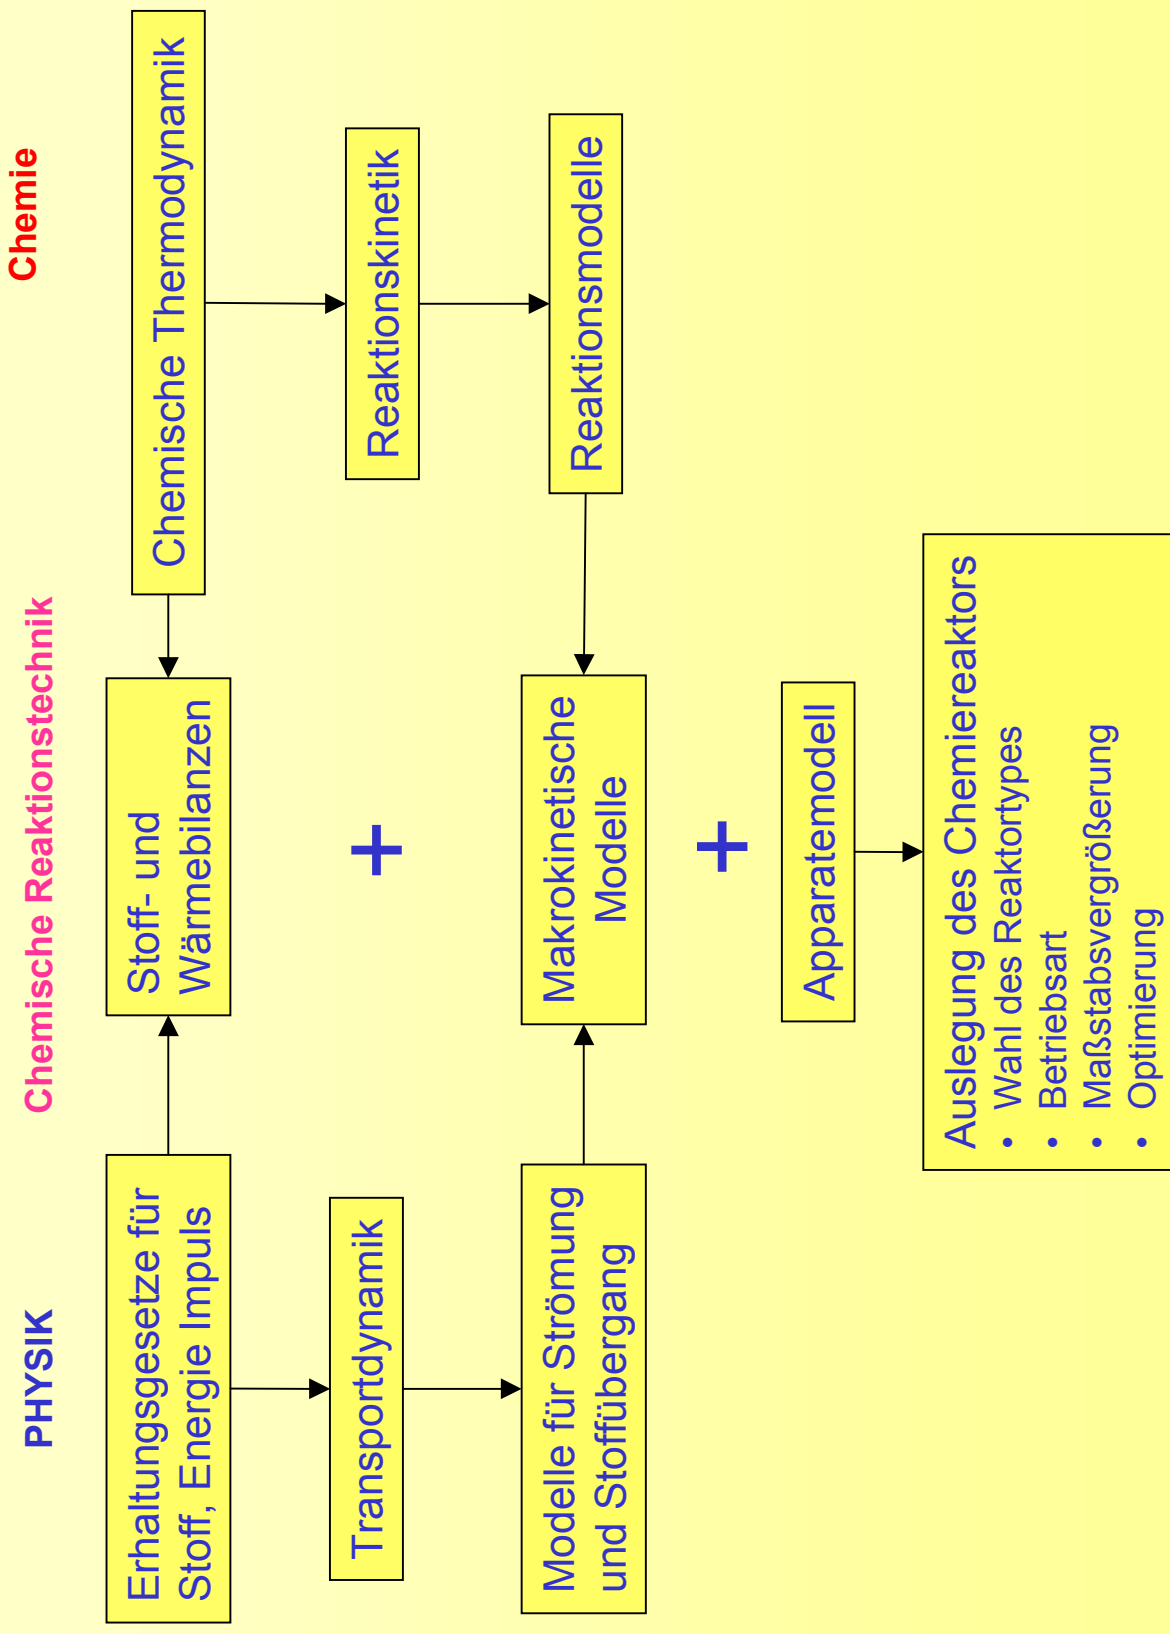 PHYSIK
Chemische Reaktionstechnik
Chemie
Erhaltungsgesetze für
Stoff, Energie Impuls
Stoff- und
Wärmebilanzen
Chemische Thermodynamik
Transportdynamik
+
Reaktionskinetik
Modelle für Strömung
und Stoffübergang
Makrokinetische
Modelle
Reaktionsmodelle
+
Apparatemodell
Auslegung des Chemiereaktors
• Wahl des Reaktortypes
• Betriebsart
• Maßstabsvergrößerung
• Optimierung